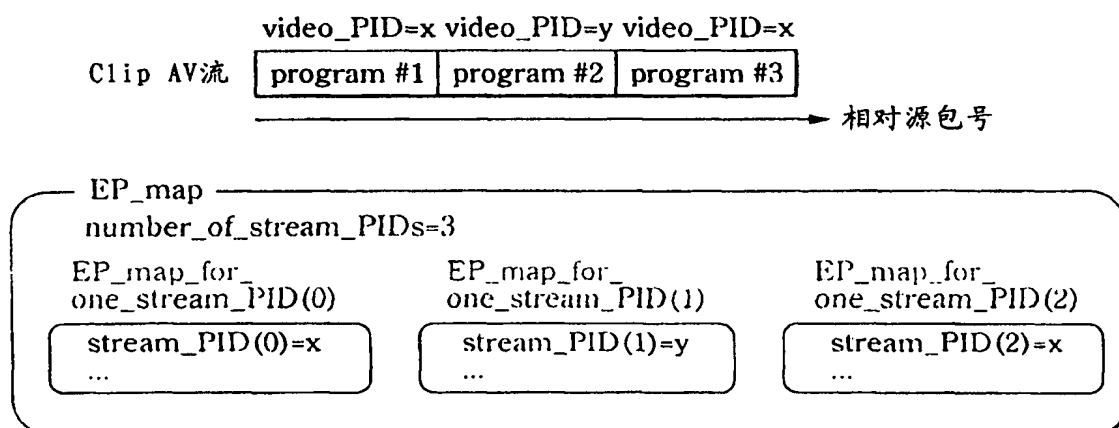 video_PID=x video_PID=y video_PID=x
Clip AV流 program #1 program #2 program #3
相对源包号
EP_map
number_of_stream_PIDs=3
EP_map_for_ EP_map_for_ EP_map_for_
one_stream_PID(0) one_stream_PID(1) one_stream_PID(2)
stream_PID(0)=x stream_PID(1)=y stream_PID(2)=x
... ... ...